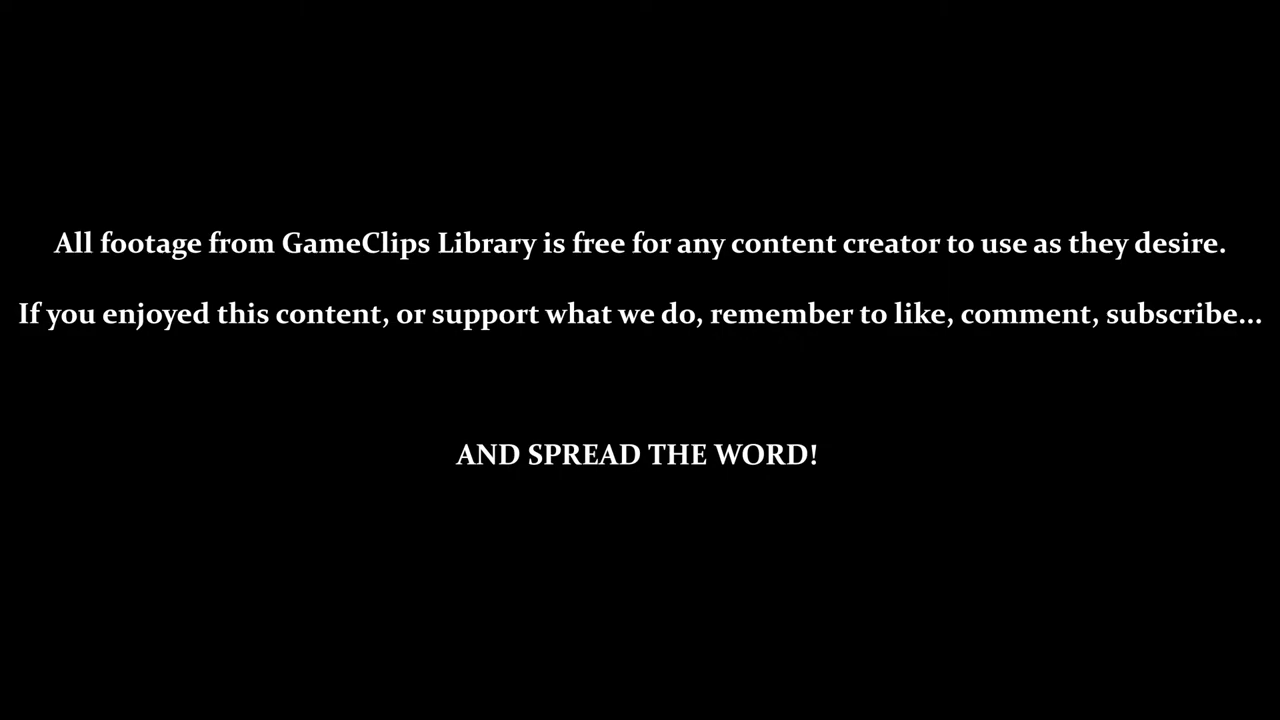 All footage from GameClips Library is free for any content creator to use as they desire.
If you enjoyed this content, or support what we do, remember to like, comment, subscribe...
AND SPREAD THE WORD!